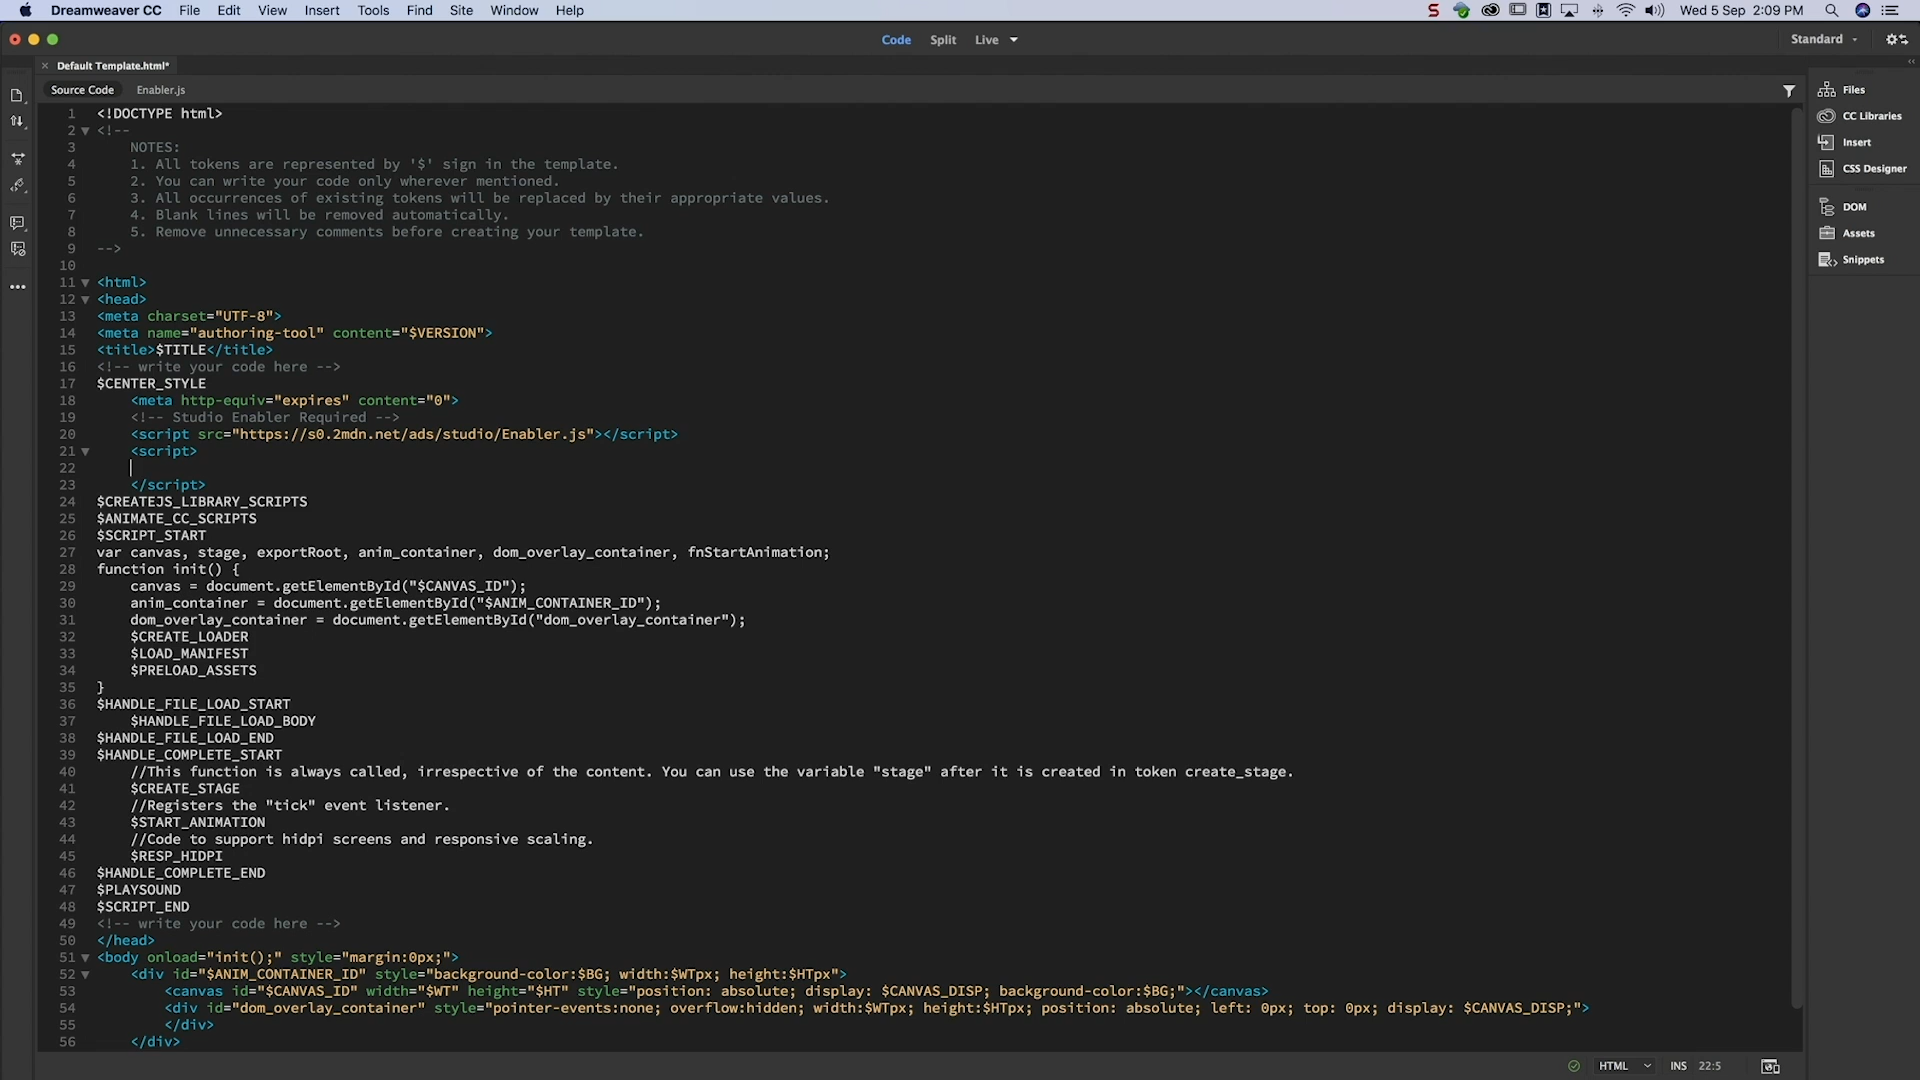 Dreamweaver CC File Edit View Insert Format Tools Find Site Window Help
Wed 5 Sep 2:09 PM
Code Split Live
Standard
Default Template.html*
Source Code Enabler.js
1 <!DOCTYPE html>
2 <!--
3 NOTES:
4 1. All tokens are represented by '$' sign in the template.
5 2. You can write your code only wherever mentioned.
6 3. All occurrences of existing tokens will be replaced by their appropriate values.
7 4. Blank lines will be removed automatically.
8 5. Remove unnecessary comments before creating your template.
9 -->
10
11 <html>
12 <head>
13 <meta charset="UTF-8">
14 <meta name="authoring-tool" content="$VERSION">
15 <title>$TITLE</title>
16 <!-- write your code here -->
17 $CENTER_STYLE
18 <meta http-equiv="expires" content="0">
19 <!-- Studio Enabler Required -->
20 <script src="https://s0.2mdn.net/ads/studio/Enabler.js"></script>
21 <script>
22
23 </script>
24 $CREATEJS_LIBRARY_SCRIPTS
25 $ANIMATE_CC_SCRIPTS
26 $SCRIPT_START
27 var canvas, stage, exportRoot, anim_container, dom_overlay_container, fnStartAnimation;
28 function init() {
29 canvas = document.getElementById("$CANVAS_ID");
30 anim_container = document.getElementById("$ANIM_CONTAINER_ID");
31 dom_overlay_container = document.getElementById("dom_overlay_container");
32 $CREATE_LOADER
33 $LOAD_MANIFEST
34 $PRELOAD_ASSETS
35 }
36 $HANDLE_FILE_LOAD_START
37 $HANDLE_FILE_LOAD_BODY
38 $HANDLE_FILE_LOAD_END
39 $HANDLE_COMPLETE_START
40 //This function is always called, irrespective of the content. You can use the variable "stage" after it is created in token create_stage.
41 $CREATE_STAGE
42 //Registers the "tick" event listener.
43 $START_ANIMATION
44 //Code to support hidpi screens and responsive scaling.
45 $RESP_HIDPI
46 $HANDLE_COMPLETE_END
47 $PLAYSOUND
48 $SCRIPT_END
49 <!-- write your code here -->
50 </head>
51 <body onload="init();" style="margin:0px;">
52 <div id="$ANIM_CONTAINER_ID" style="background-color:$BG; width:$WTpx; height:$HTpx">
53 <canvas id="$CANVAS_ID" width="$WT" height="$HT" style="position: absolute; display: $CANVAS_DISP; background-color:$BG;"></canvas>
54 <div id="dom_overlay_container" style="pointer-events:none; overflow:hidden; width:$WTpx; height:$HTpx; position: absolute; left: 0px; top: 0px; display: $CANVAS_DISP;">
55 </div>
56 </div>
Files
CC Libraries
Insert
CSS Designer
DOM
Assets
Snippets
HTML INS 22:5